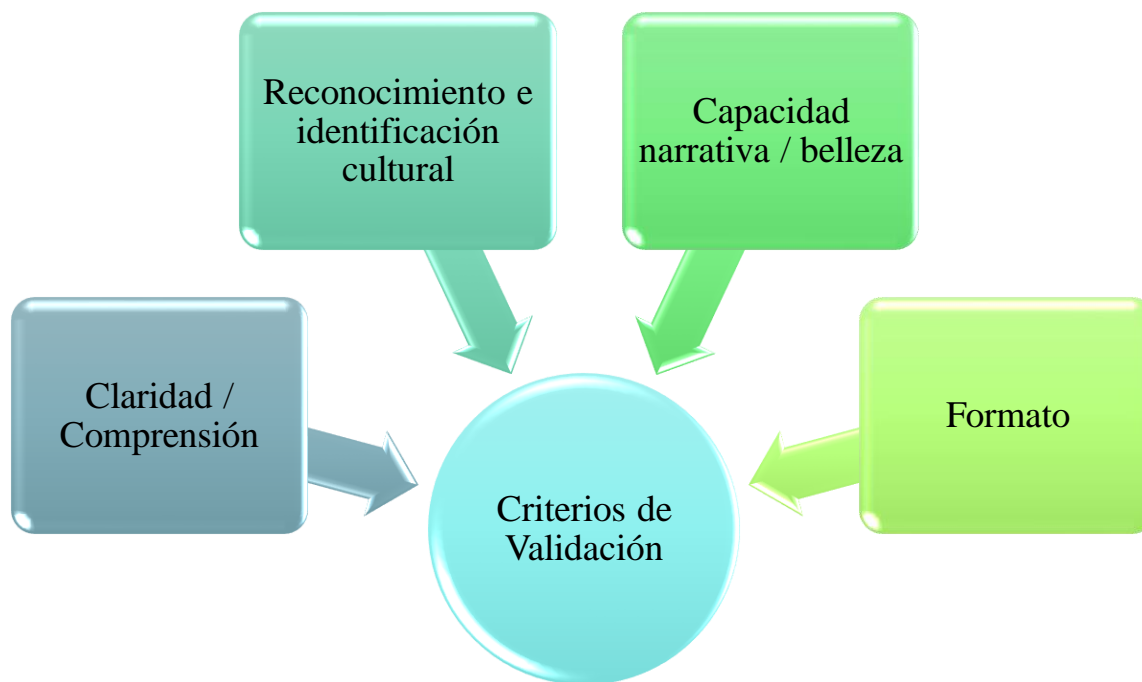 Reconocimiento e
identificación
cultural
Capacidad
narrativa / belleza
Claridad /
Comprensión
Formato
Criterios de
Validación